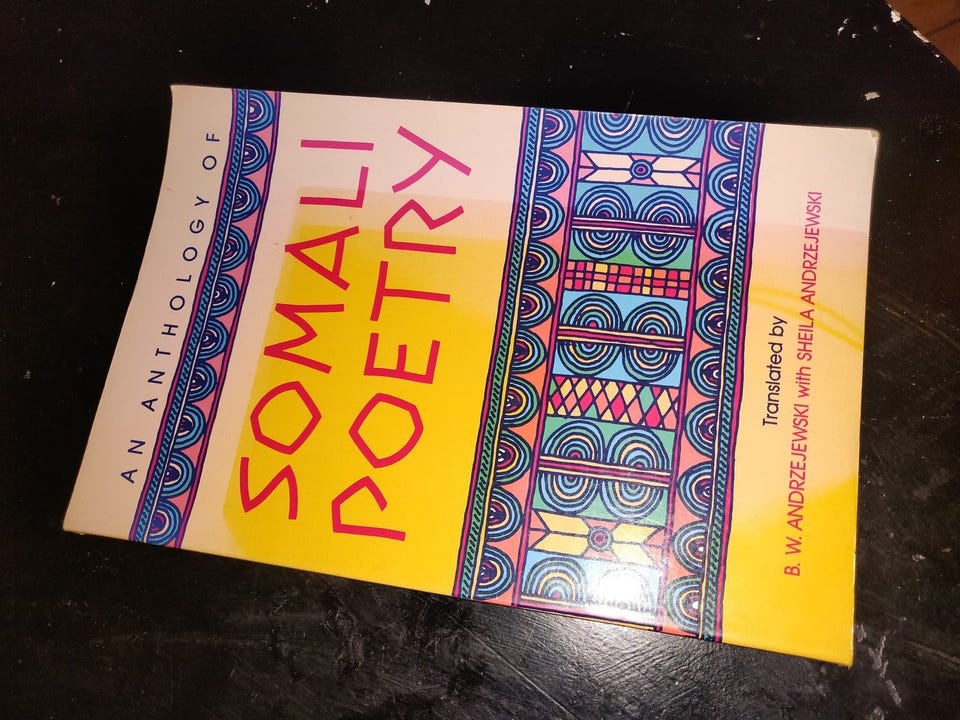 AN ANTHOLOGY OF
SOMALI
POETRY
Translated by
B. W. ANDRZEJEWSKI with SHEILA ANDRZEJEWSKI